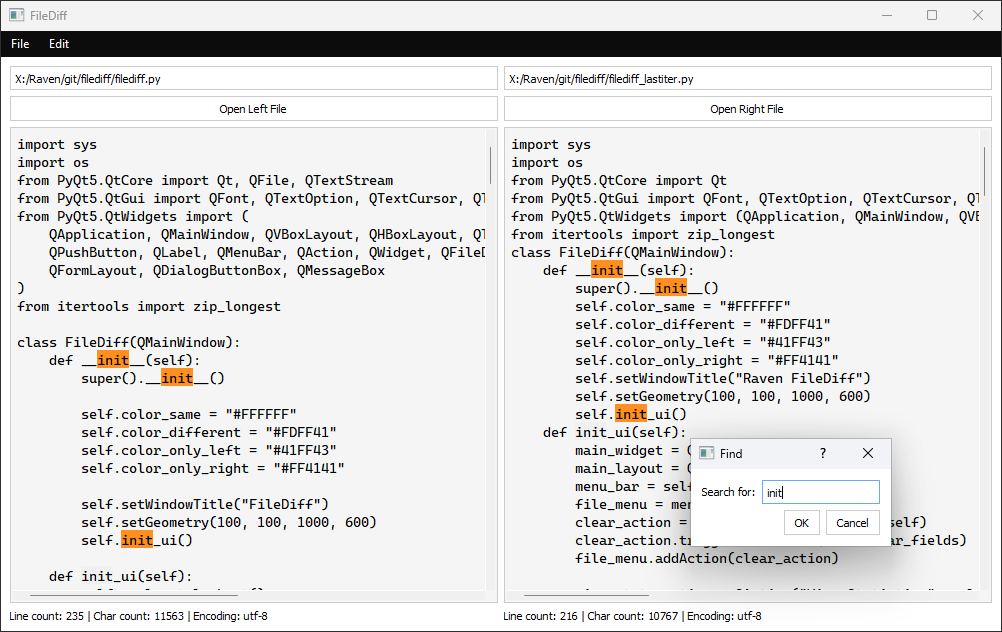 FileDiff
File Edit
X:/Raven/git/filediff/filediff.py
Open Left File
import sys
import os
from PyQt5.QtCore import Qt, QFile, QTextStream
from PyQt5.QtGui import QFont, QTextOption, QTextCursor, QT
from PyQt5.QtWidgets import (
    QApplication, QMainWindow, QVBoxLayout, QHBoxLayout, QT
    QPushButton, QLabel, QMenuBar, QAction, QWidget, QFileD
    QFormLayout, QDialogButtonBox, QMessageBox
)
from itertools import zip_longest

class FileDiff(QMainWindow):
    def __init__(self):
        super().__init__()

        self.color_same = "#FFFFFF"
        self.color_different = "#FDFF41"
        self.color_only_left = "#41FF43"
        self.color_only_right = "#FF4141"

        self.setWindowTitle("FileDiff")
        self.setGeometry(100, 100, 1000, 600)
        self.init_ui()

    def init_ui(self):
Line count: 235 | Char count: 11563 | Encoding: utf-8
X:/Raven/git/filediff/filediff_lastiter.py
Open Right File
import sys
import os
from PyQt5.QtCore import Qt
from PyQt5.QtGui import QFont, QTextOption, QTextCursor, QT
from PyQt5.QtWidgets import (QApplication, QMainWindow, QVB
from itertools import zip_longest
class FileDiff(QMainWindow):
    def __init__(self):
        super().__init__()
        self.color_same = "#FFFFFF"
        self.color_different = "#FDFF41"
        self.color_only_left = "#41FF43"
        self.color_only_right = "#FF4141"
        self.setWindowTitle("Raven FileDiff")
        self.setGeometry(100, 100, 1000, 600)
        self.init_ui()
    def init_ui(self):
        main_widget =
        main_layout =
        menu_bar = self
        file_menu =
        clear_action = self)
        clear_action. ar_fields)
        file_menu.addAction(clear_action)
Line count: 216 | Char count: 10767 | Encoding: utf-8
Find
?
Search for: init
OK Cancel